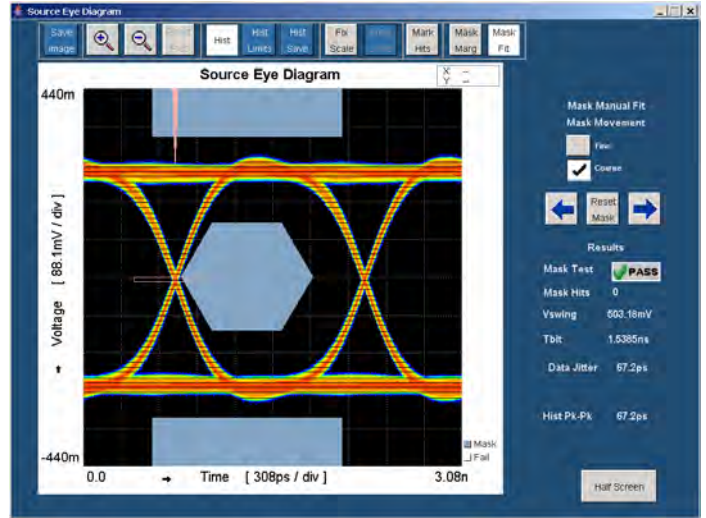 Source Eye Diagram
Save
Image
Hist
Hist
Limits
Hist
Save
Scale
Mark
Hits
Mask
Marg
Mask
Fit
Source Eye Diagram
X --
Y --
440m
Voltage [ 88.1mV / div ]
-440m
0.0
Time [ 308ps / div ]
3.08n
Mask
Fail
Mask Manual Fit
Mask Movement
Fine
Coarse
Reset
Mask
Results
Mask Test
PASS
Mask Hits 0
Vswing 503.18mV
Tbit 1.5385ns
Data Jitter 67.2ps
Hist Pk-Pk 67.2ps
Half Screen